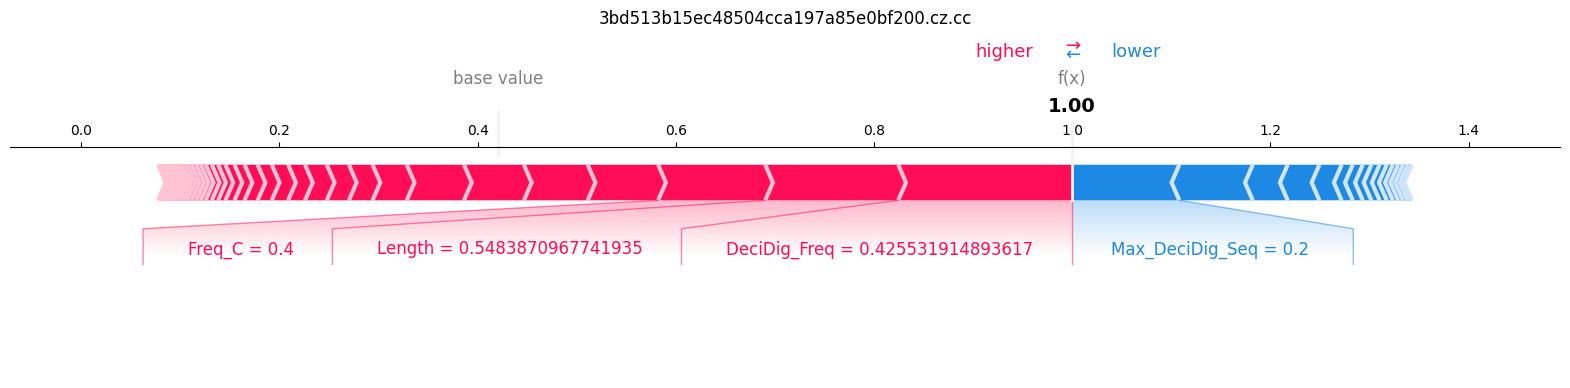 3bd513b15ec48504cca197a85e0bf200.cz.cc
higher → ← lower
base value f(x)
1.00
0.0 0.2 0.4 0.6 0.8 1.0 1.2 1.4
Freq_C = 0.4 Length = 0.5483870967741935 DeciDig_Freq = 0.425531914893617 Max_DeciDig_Seq = 0.2